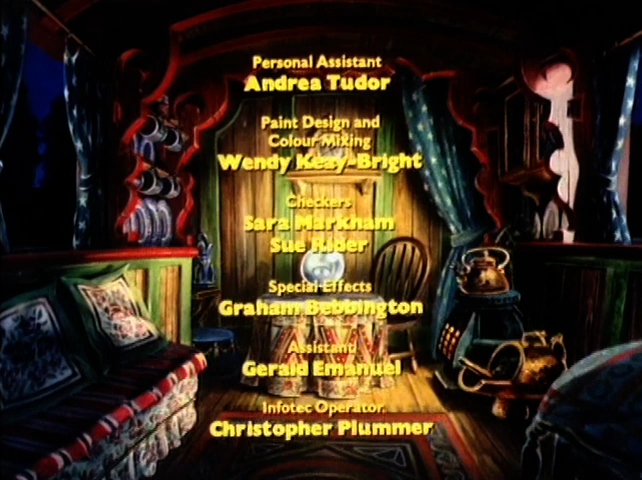 Personal Assistant
Andrea Tudor
Paint Design and
Colour Mixing
Wendy Keay-Bright
Checkers
Sara Markham
Sue Rider
Special Effects
Graham Bebbington
Assistant
Gerald Emanuel
Infotec Operator
Christopher Plummer